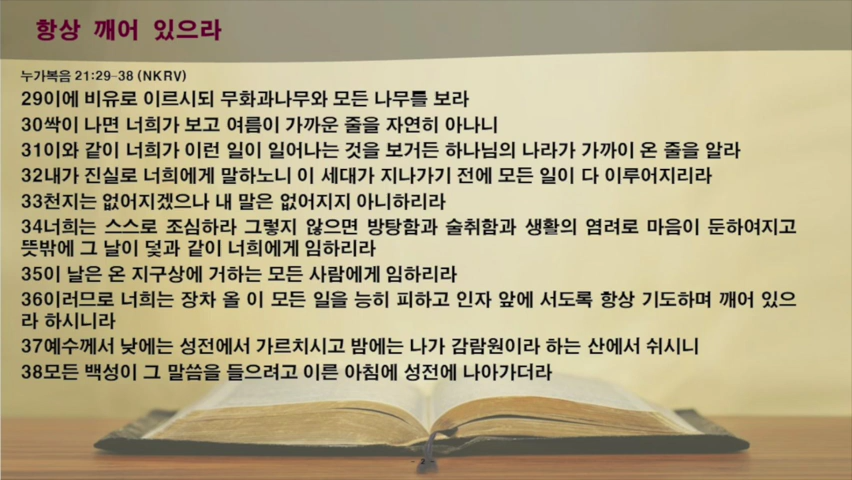 항상 깨어 있으라
누가복음 21:29-38 (NKRV)
29이에 비유로 이르시되 무화과나무와 모든 나무를 보라
30싹이 나면 너희가 보고 여름이 가까운 줄을 자연히 아나니
31이와 같이 너희가 이런 일이 일어나는 것을 보거든 하나님의 나라가 가까이 온 줄을 알라
32내가 진실로 너희에게 말하노니 이 세대가 지나가기 전에 모든 일이 다 이루어지리라
33천지는 없어지겠으나 내 말은 없어지지 아니하리라
34너희는 스스로 조심하라 그렇지 않으면 방탕함과 술취함과 생활의 염려로 마음이 둔하여지고
뜻밖에 그 날이 덫과 같이 너희에게 임하리라
35이 날은 온 지구상에 거하는 모든 사람에게 임하리라
36이러므로 너희는 장차 올 이 모든 일을 능히 피하고 인자 앞에 서도록 항상 기도하며 깨어 있으
라 하시니라
37예수께서 낮에는 성전에서 가르치시고 밤에는 나가 감람원이라 하는 산에서 쉬시니
38모든 백성이 그 말씀을 들으려고 이른 아침에 성전에 나아가더라